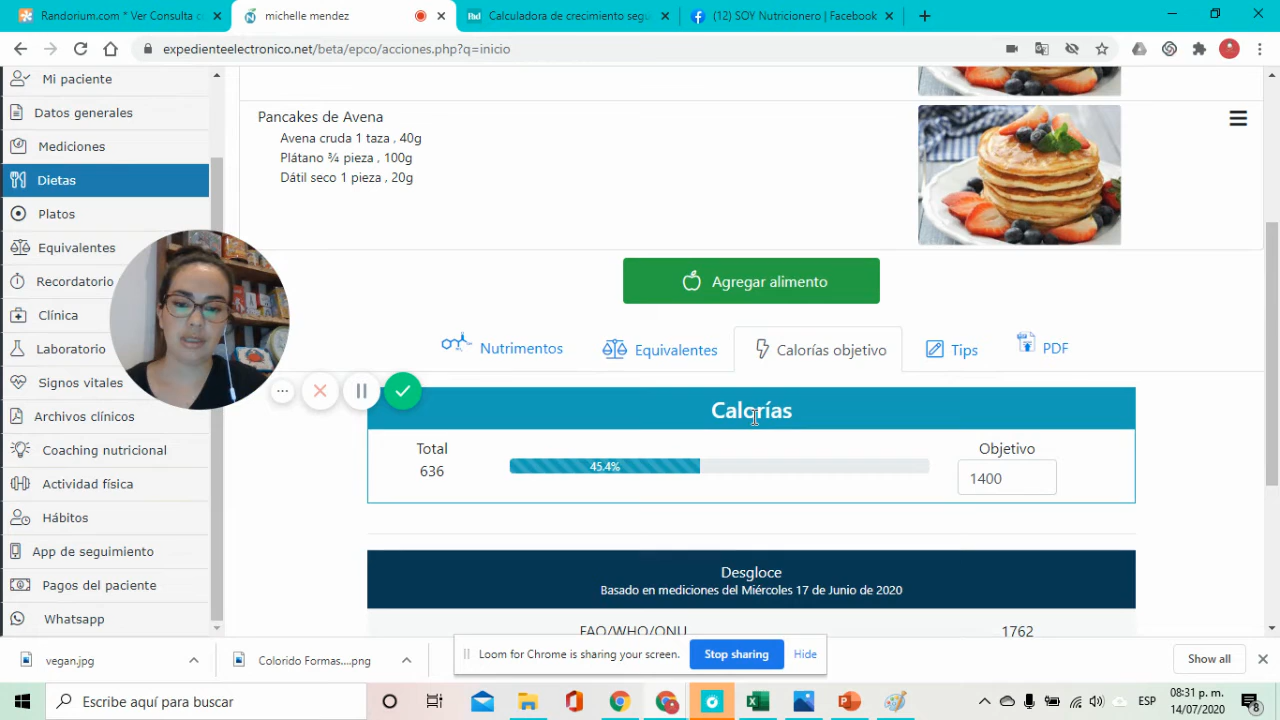 Randorium.com * Ver Consulta c
michelle mendez
Calculadora de crecimiento segú
(12) SOY Nutricionero | Facebook
expedienteelectronico.net/beta/epco/acciones.php?q=inicio
Mi paciente
Datos generales
Mediciones
Dietas
Platos
Equivalentes
Recordatorio
Clínica
Laboratorio
Signos vitales
Archivos clínicos
Coaching nutricional
Actividad física
Hábitos
App de seguimiento
Pagos del paciente
Whatsapp
Pancakes de Avena
Avena cruda 1 taza , 40g
Plátano ¾ pieza , 100g
Dátil seco 1 pieza , 20g
Agregar alimento
Nutrimentos
Equivalentes
Calorías objetivo
Tips
PDF
Calorías
Total
636
45.4%
Objetivo
1400
Desgloce
Basado en mediciones del Miércoles 17 de Junio de 2020
FAO/WHO/ONU 1762
Loom for Chrome is sharing your screen.
Stop sharing
Hide
vegan.jpg
Colorido Formas....png
Show all
Escribe aquí para buscar
ESP
08:31 p. m.
14/07/2020
8